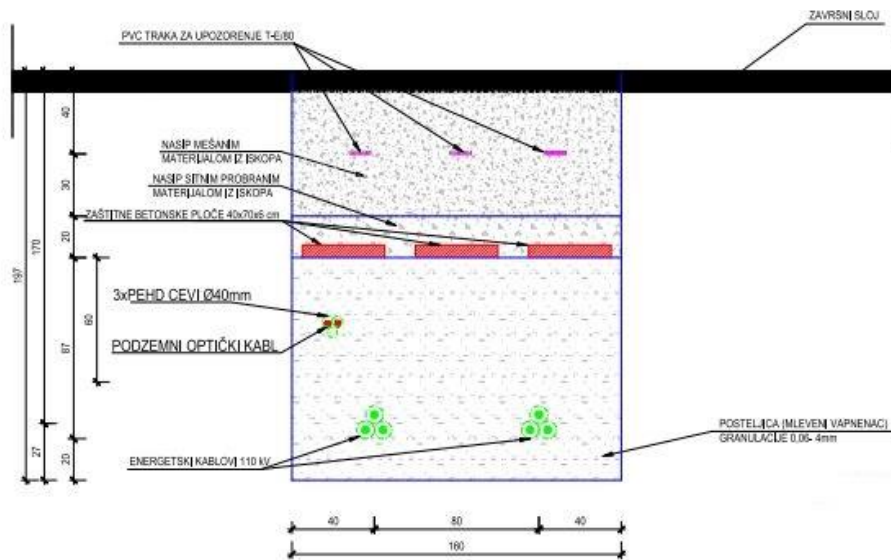 ZAVRŠNI SLOJ
PVC TRAKA ZA UPOZORENJE T-E/80
NASIP MEŠANIM
MATERIJALOM IZ ISKOPA
NASIP SITNIM PROBRANIM
MATERIJALOM IZ ISKOPA
ZAŠTITNE BETONSKE PLOČE 40x70x6 cm
3xPEHD CEVI Ø40mm
PODZEMNI OPTIČKI KABL
ENERGETSKI KABLOVI 110 kV
POSTELJICA (MLEVENI VAPNENAC)
GRANULACIJE 0,06- 4mm
197
170
27
40
30
20
87
20
60
40
80
40
160